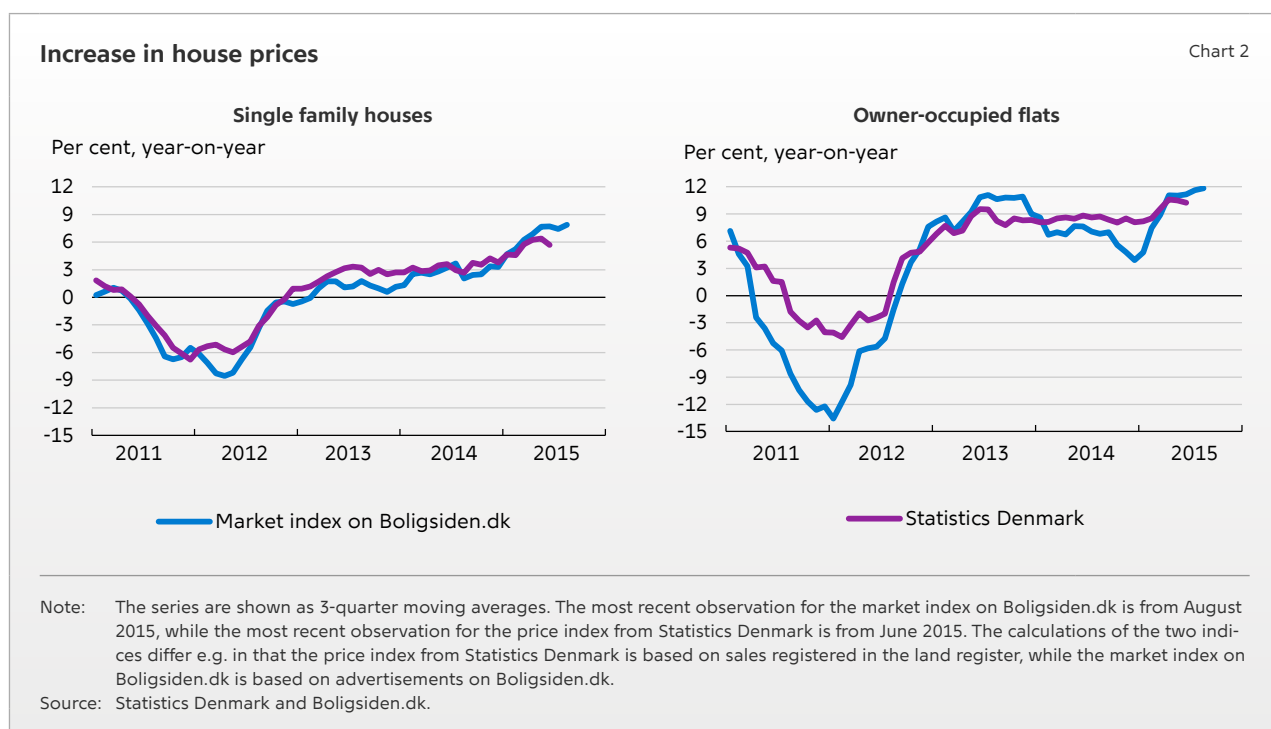 Increase in house prices
Chart 2
Single family houses
Per cent, year-on-year
12
9
6
3
0
-3
-6
-9
-12
-15
2011 2012 2013 2014 2015
Owner-occupied flats
Per cent, year-on-year
12
9
6
3
0
-3
-6
-9
-12
-15
2011 2012 2013 2014 2015
Market index on Boligsiden.dk
Statistics Denmark
Note: The series are shown as 3-quarter moving averages. The most recent observation for the market index on Boligsiden.dk is from August
2015, while the most recent observation for the price index from Statistics Denmark is from June 2015. The calculations of the two indi-
ces differ e.g. in that the price index from Statistics Denmark is based on sales registered in the land register, while the market index on
Boligsiden.dk is based on advertisements on Boligsiden.dk.
Source: Statistics Denmark and Boligsiden.dk.